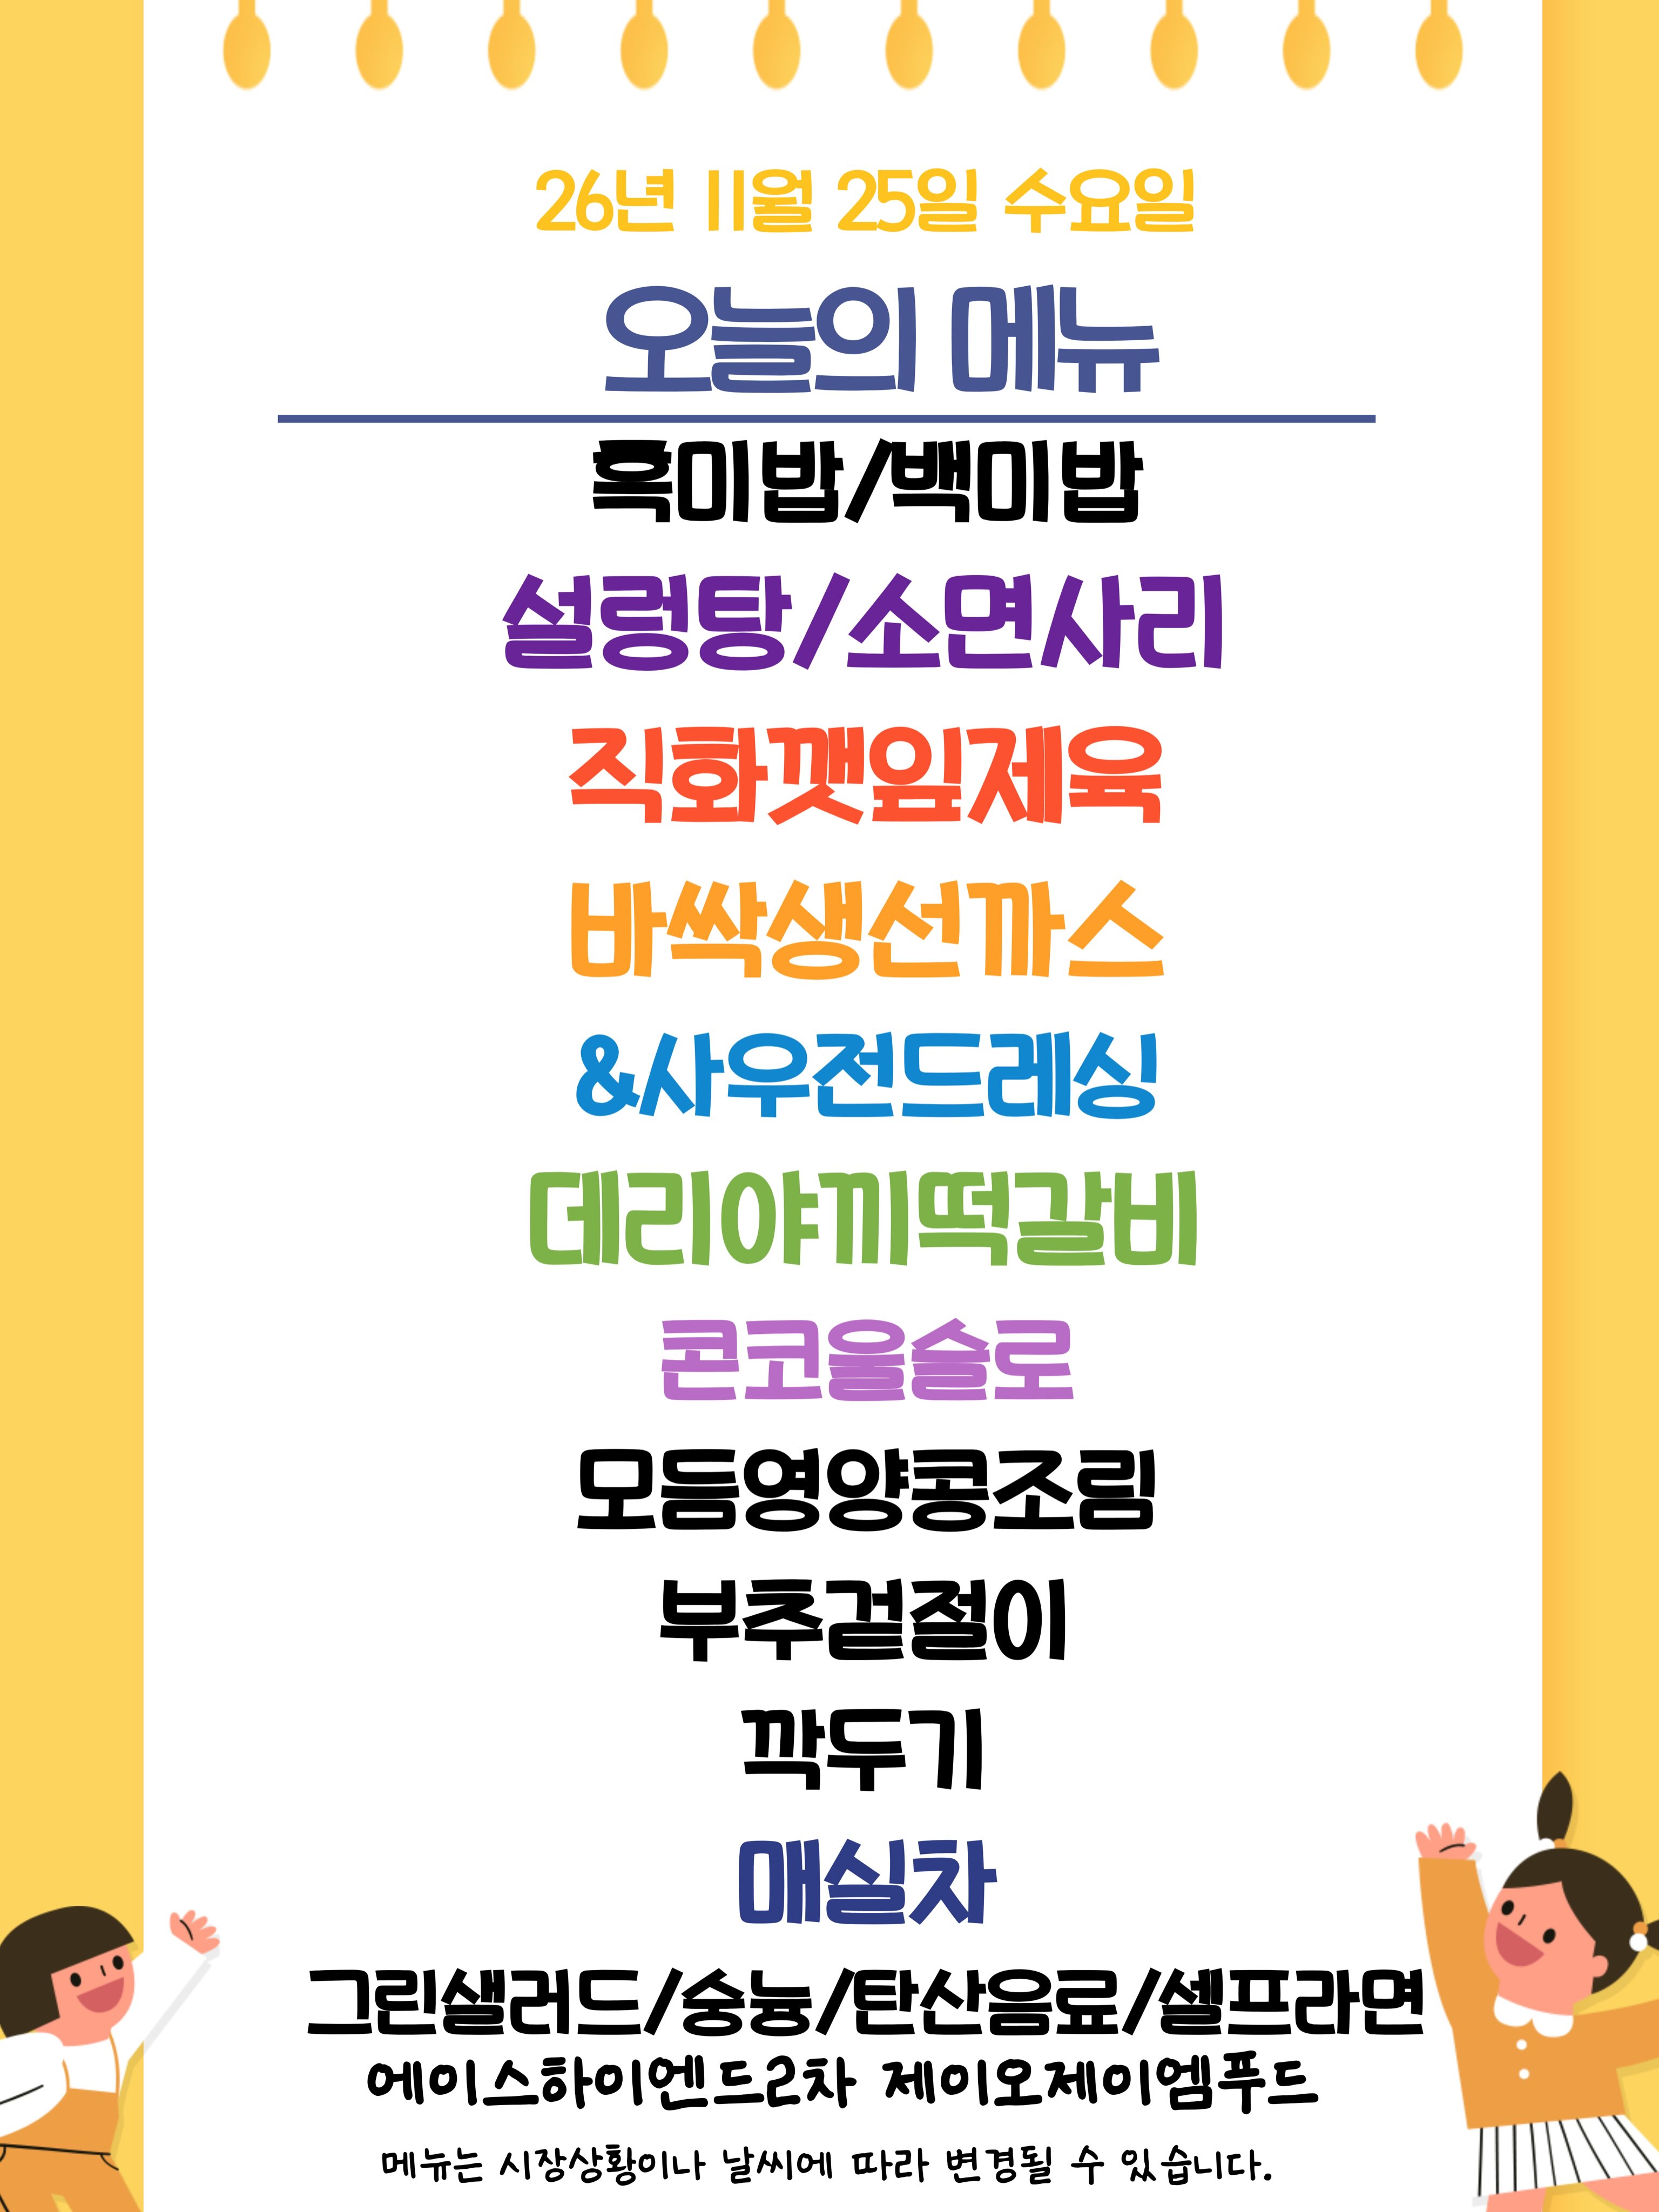 26년 11월 25일 수요일
오늘의 메뉴
흑미밥/백미밥
설렁탕/소면사리
직화깻잎제육
바싹생선까스
&사우전드레싱
데리야끼떡갈비
콘코울슬로
모듬영양콩조림
부추겉절이
깍두기
매실차
그린샐러드/숭늉/탄산음료/셀프라면
에이스하이엔드2차 제이오제이엠푸드
메뉴는 시장상황이나 날씨에 따라 변경될 수 있습니다.